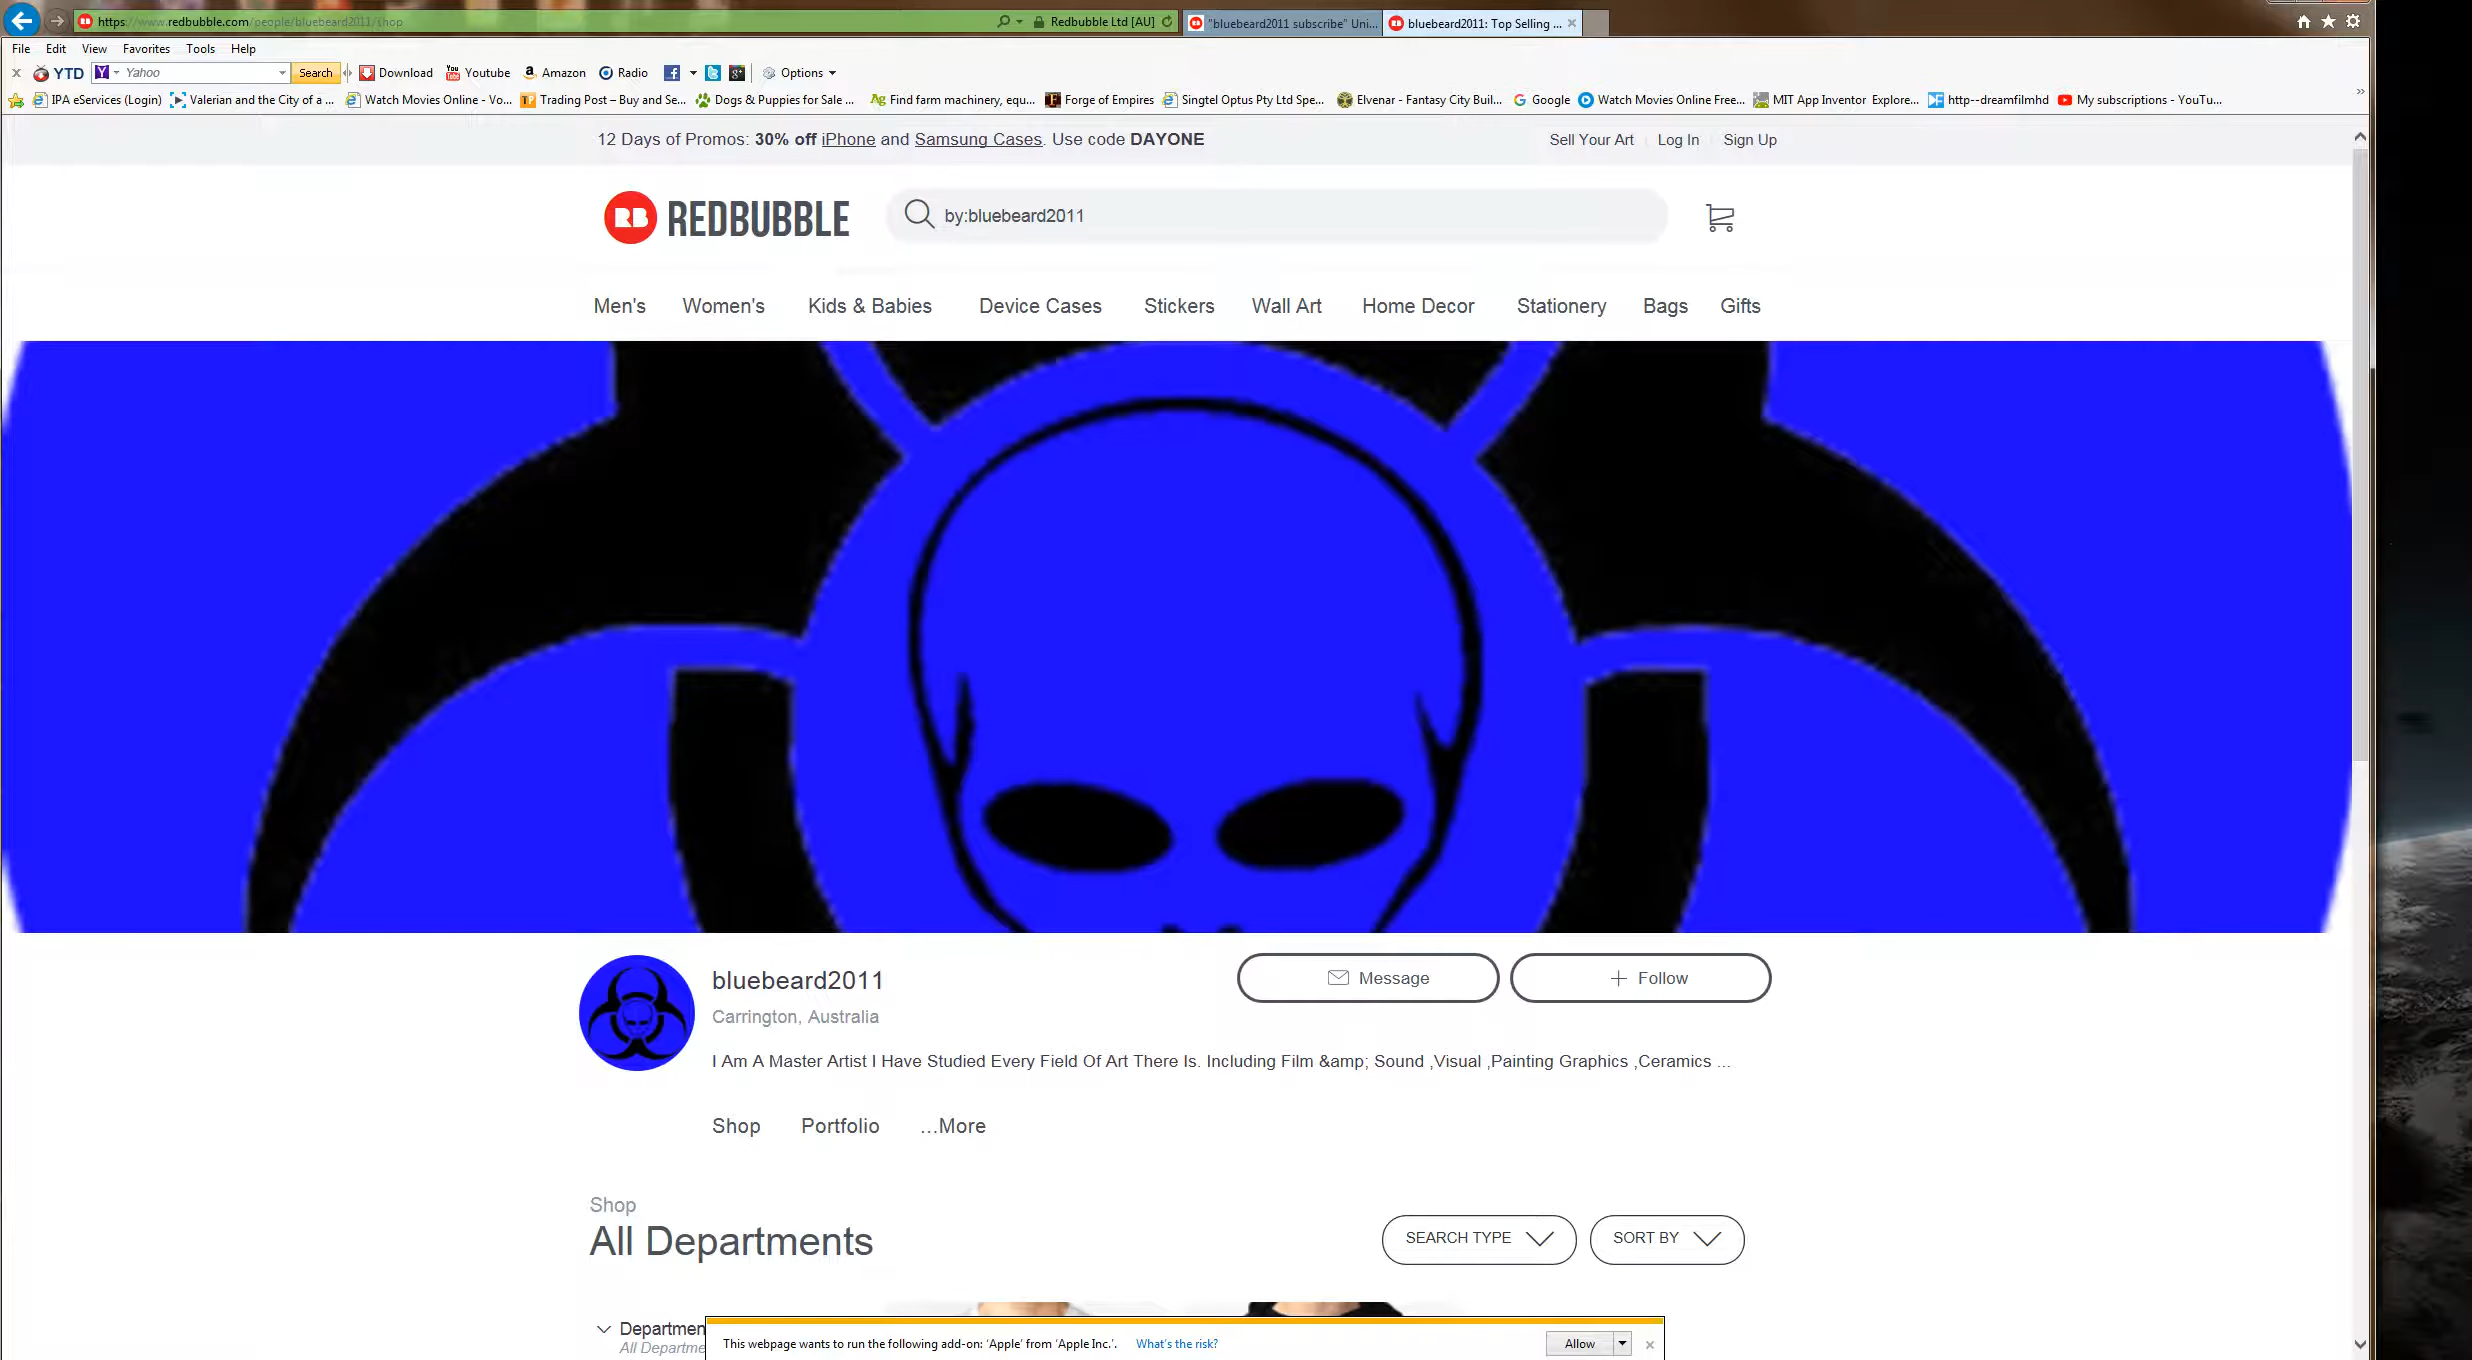 https://www.redbubble.com/people/bluebeard2011/shop
Redbubble Ltd [AU]
"bluebeard2011 subscribe" Uni...
bluebeard2011: Top Selling ...
File Edit View Favorites Tools Help
x YTD Yahoo Search Download Youtube Amazon Radio Options
IPA eServices (Login) Valerian and the City of a ... Watch Movies Online - Vo... Trading Post – Buy and Se... Dogs & Puppies for Sale ... Find farm machinery, equ... Forge of Empires Singtel Optus Pty Ltd Spe... Elvenar - Fantasy City Buil... Google Watch Movies Online Free... MIT App Inventor Explore... http--dreamfilmhd My subscriptions - YouTu...
12 Days of Promos: 30% off iPhone and Samsung Cases. Use code DAYONE
Sell Your Art Log In Sign Up
RB REDBUBBLE
by:bluebeard2011
Men's Women's Kids & Babies Device Cases Stickers Wall Art Home Decor Stationery Bags Gifts
bluebeard2011
Message
+ Follow
Carrington, Australia
I Am A Master Artist I Have Studied Every Field Of Art There Is. Including Film &amp; Sound ,Visual ,Painting Graphics ,Ceramics ...
Shop Portfolio ...More
Shop
All Departments
SEARCH TYPE
SORT BY
Departmen
All Departme
This webpage wants to run the following add-on: 'Apple' from 'Apple Inc.'. What's the risk?
Allow